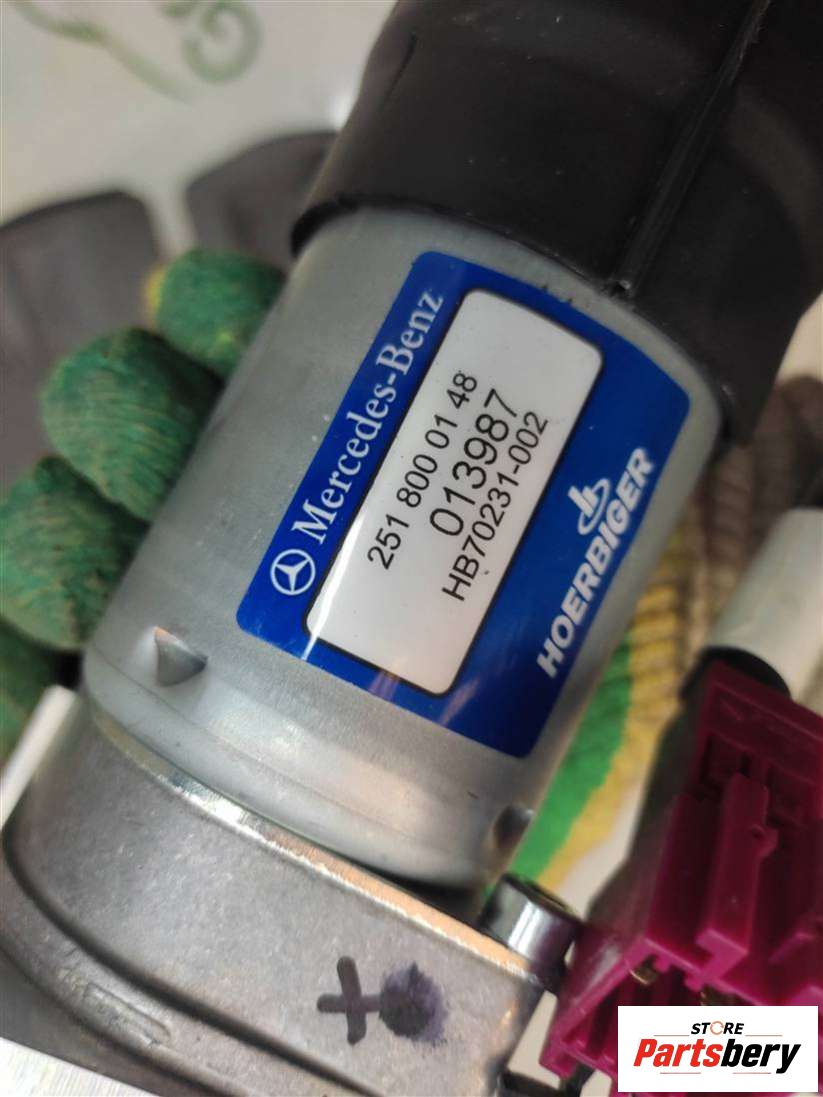 Mercedes-Benz
251 800 01 48
013987
HB70231-002
HOERBIGER
STORE
Partsbery